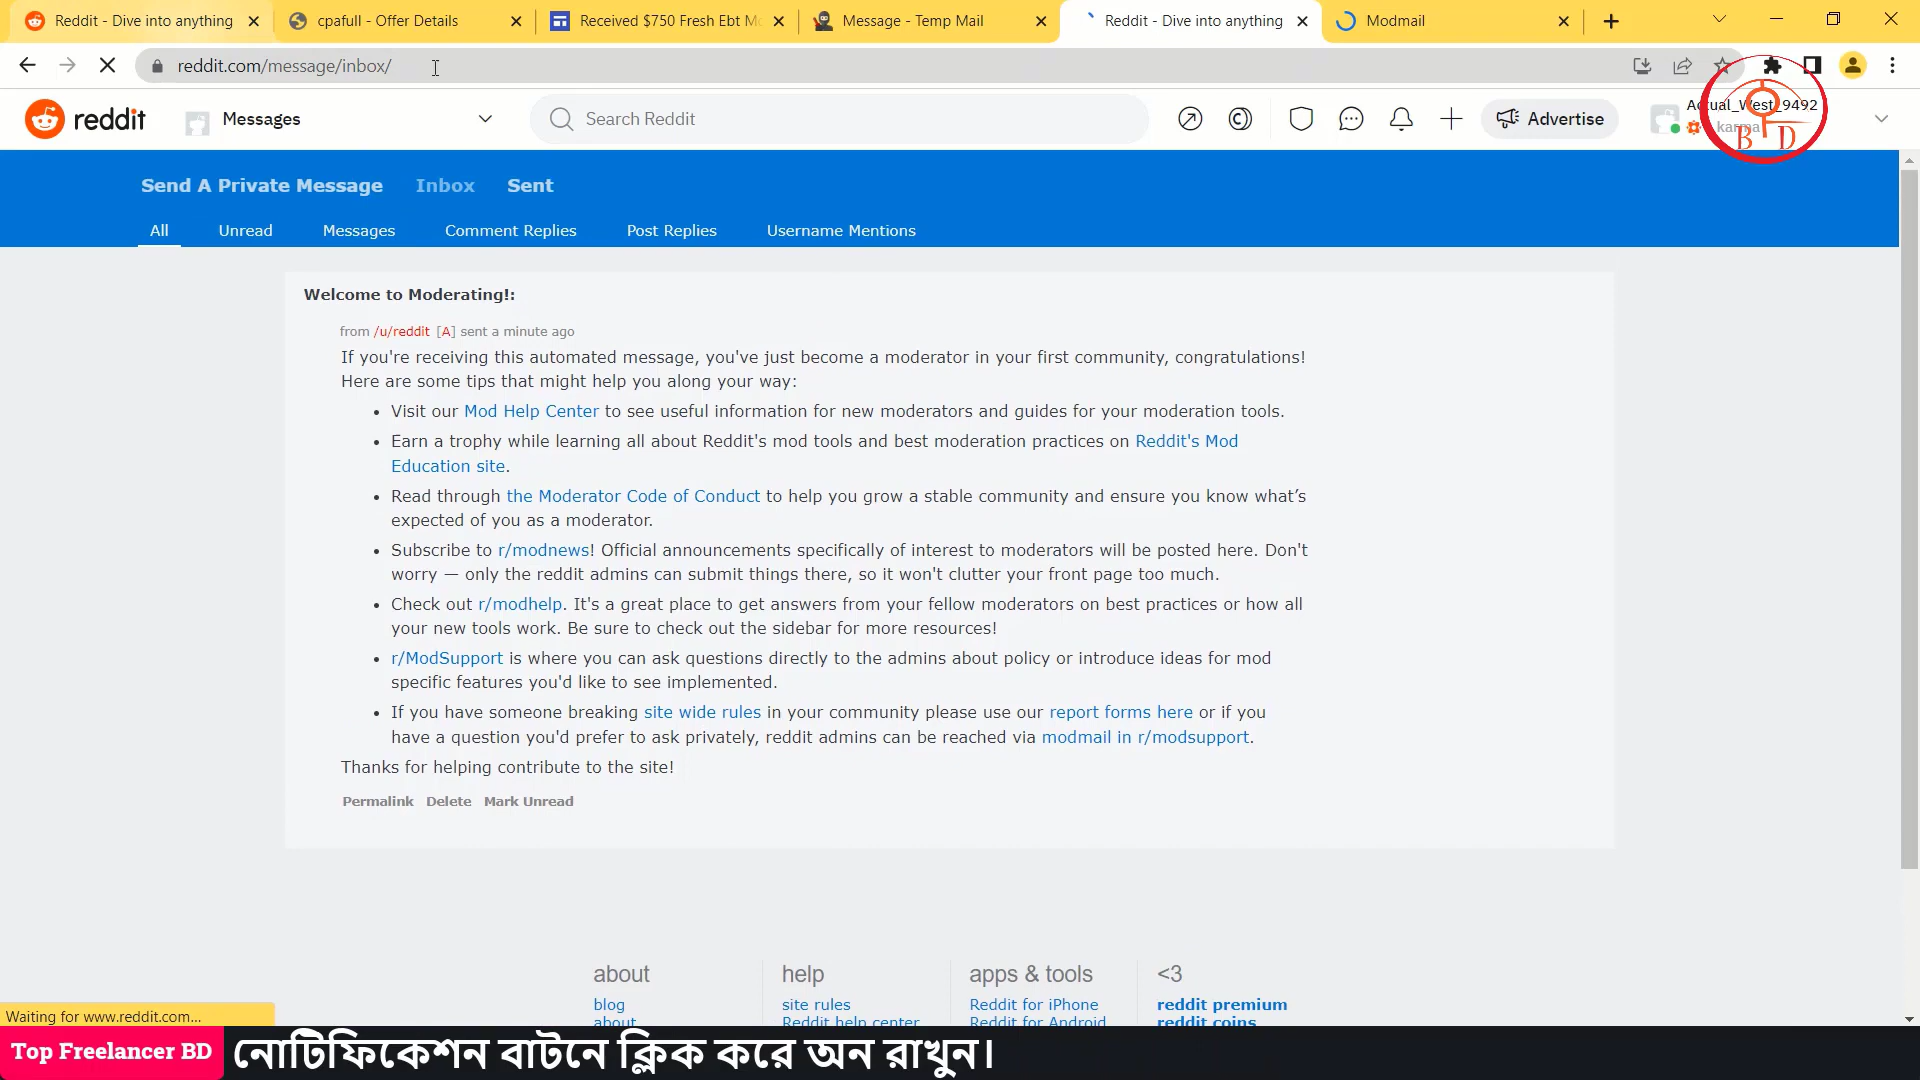 Reddit - Dive into anything
cpafull - Offer Details
Received $750 Fresh Ebt Mo
Message - Temp Mail
Reddit - Dive into anything
Modmail
reddit.com/message/inbox/
reddit
Messages
Search Reddit
Advertise
Actual_West_9492
karma
B D
Send A Private Message
Inbox
Sent
All
Unread
Messages
Comment Replies
Post Replies
Username Mentions
Welcome to Moderating!:
from /u/reddit [A] sent a minute ago
If you're receiving this automated message, you've just become a moderator in your first community, congratulations!
Here are some tips that might help you along your way:
• Visit our Mod Help Center to see useful information for new moderators and guides for your moderation tools.
• Earn a trophy while learning all about Reddit's mod tools and best moderation practices on Reddit's Mod
Education site.
• Read through the Moderator Code of Conduct to help you grow a stable community and ensure you know what’s
expected of you as a moderator.
• Subscribe to r/modnews! Official announcements specifically of interest to moderators will be posted here. Don't
worry — only the reddit admins can submit things there, so it won't clutter your front page too much.
• Check out r/modhelp. It's a great place to get answers from your fellow moderators on best practices or how all
your new tools work. Be sure to check out the sidebar for more resources!
• r/ModSupport is where you can ask questions directly to the admins about policy or introduce ideas for mod
specific features you'd like to see implemented.
• If you have someone breaking site wide rules in your community please use our report forms here or if you
have a question you'd prefer to ask privately, reddit admins can be reached via modmail in r/modsupport.
Thanks for helping contribute to the site!
Permalink Delete Mark Unread
about
help
apps & tools
<3
blog
site rules
Reddit for iPhone
reddit premium
about
Reddit help center
Reddit for Android
reddit coins
Waiting for www.reddit.com...
Top Freelancer BD
নোটিফিকেশন বাটনে ক্লিক করে অন রাখুন।